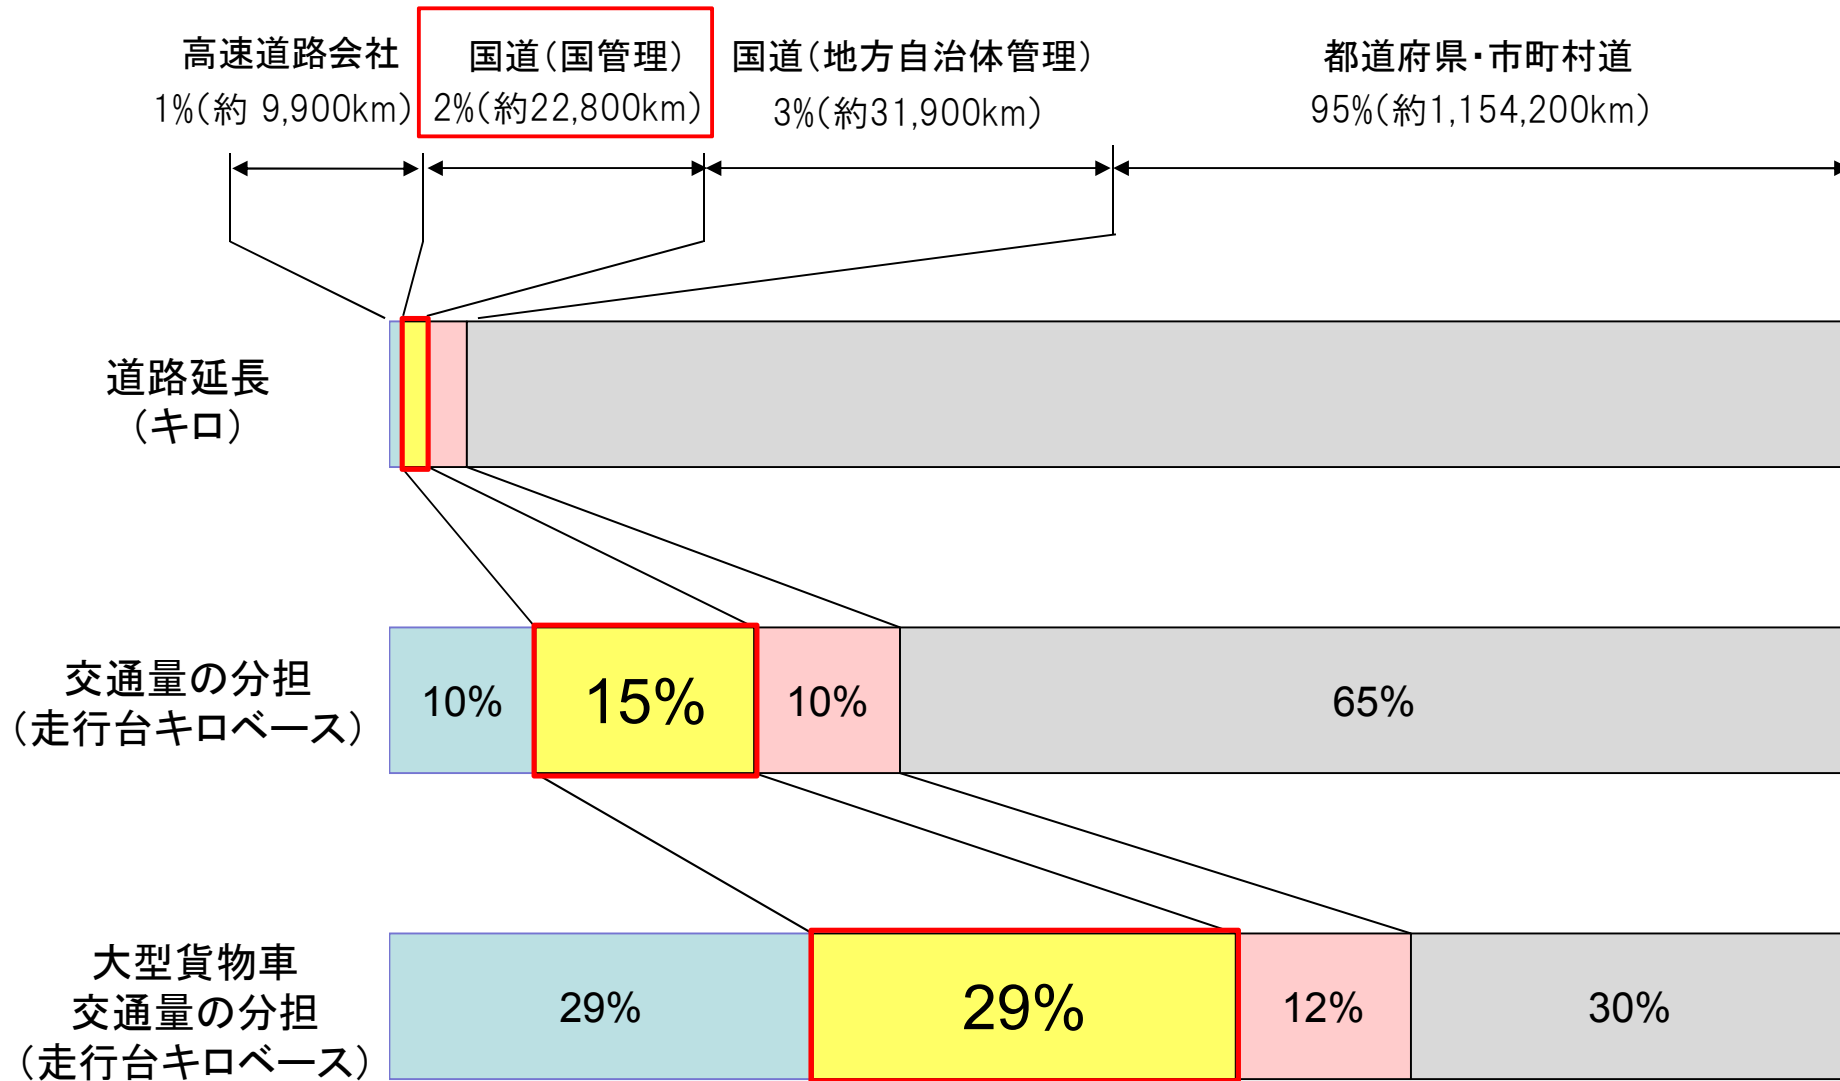 高速道路会社
1%(約 9,900km)
国道(国管理)
2%(約22,800km)
国道(地方自治体管理)
3%(約31,900km)
都道府県・市町村道
95%(約1,154,200km)
道路延長
(キロ)
交通量の分担
(走行台キロベース)
10%
15%
10%
65%
大型貨物車
交通量の分担
(走行台キロベース)
29%
29%
12%
30%